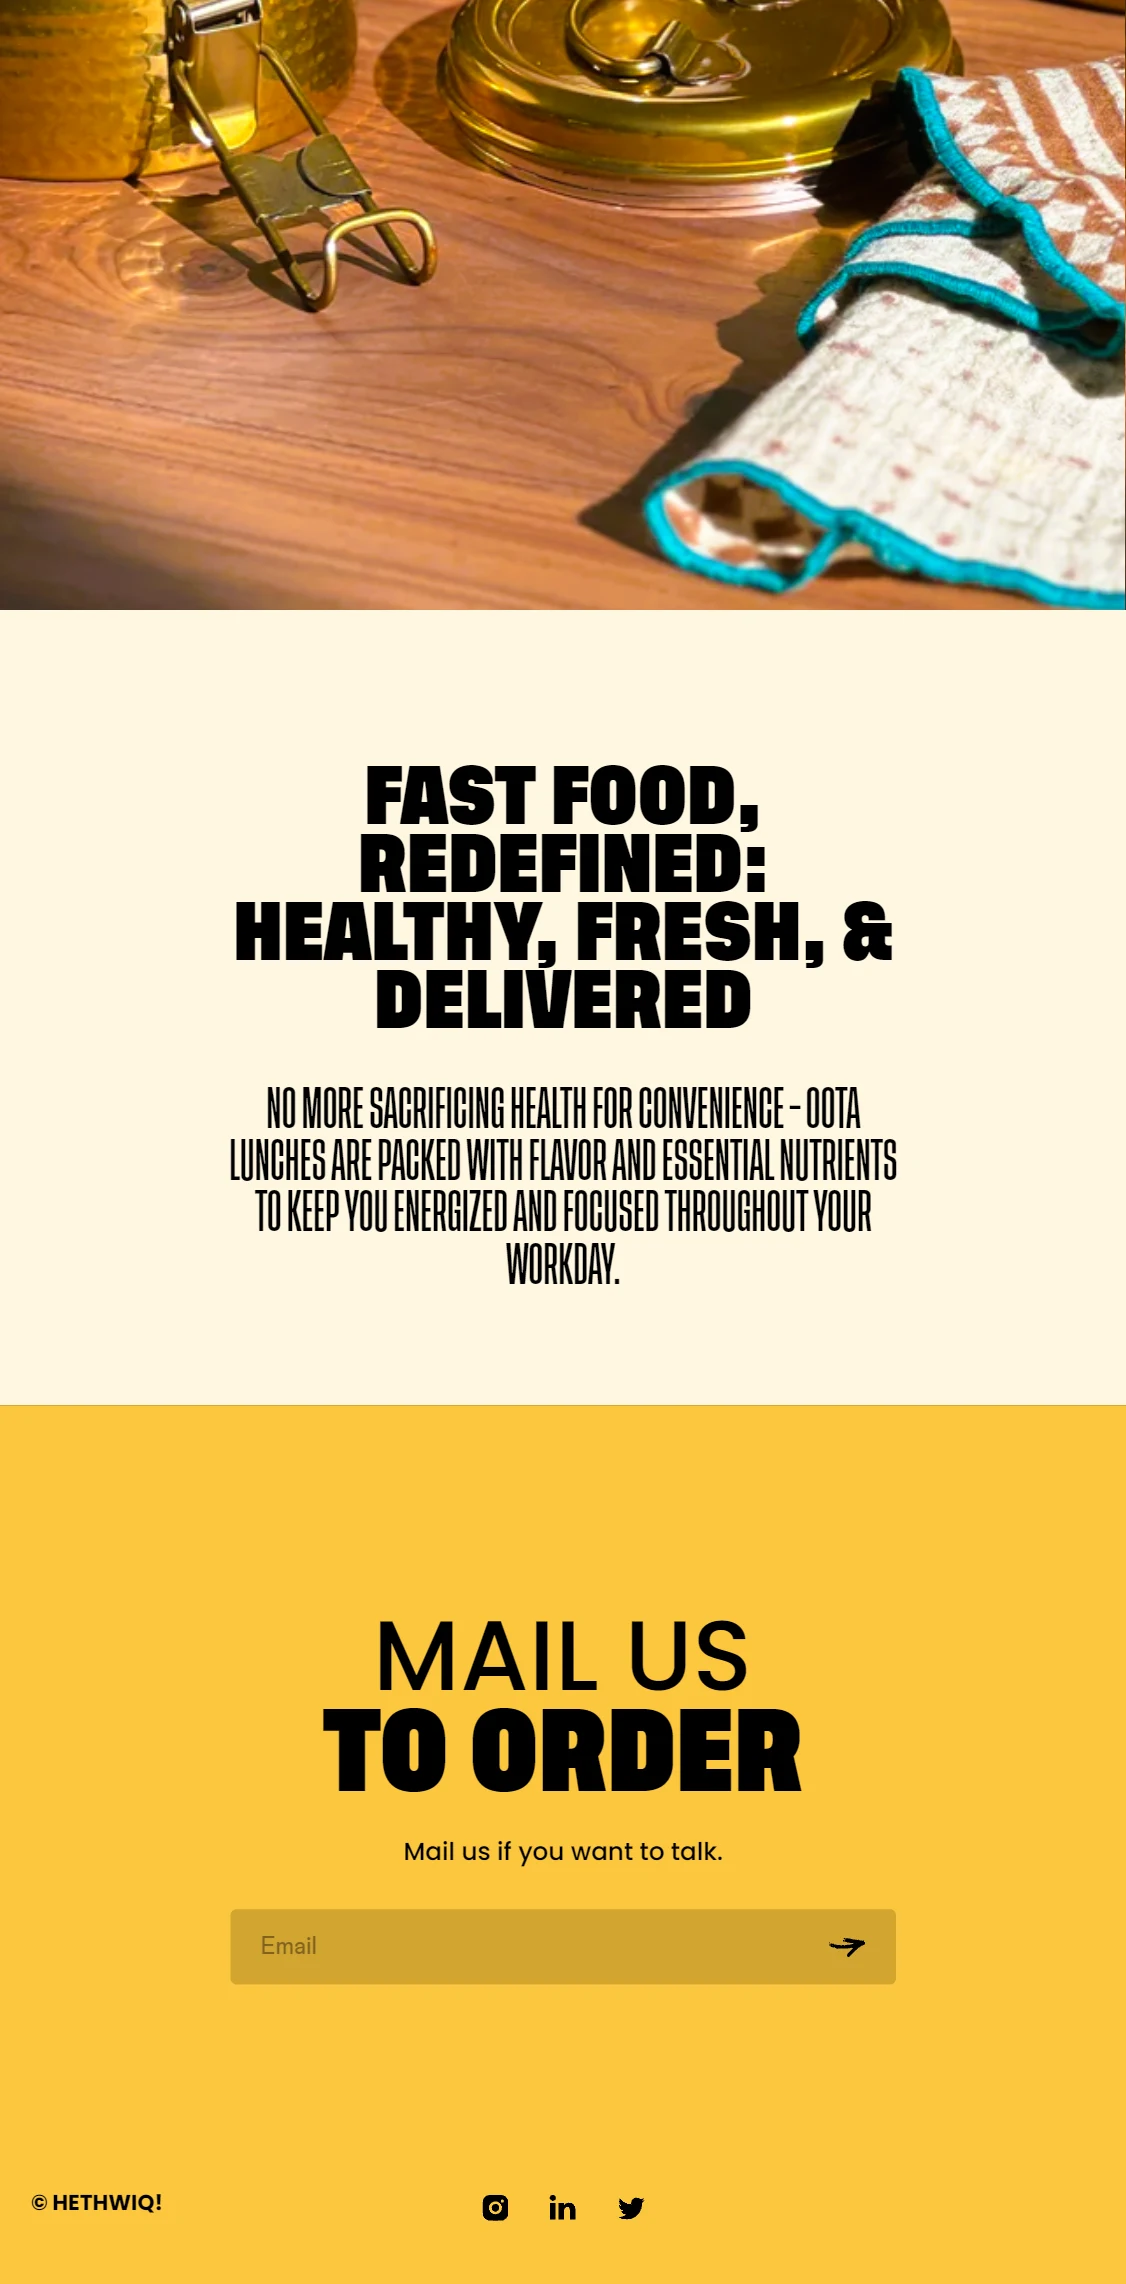 FAST FOOD,
REDEFINED:
HEALTHY, FRESH, &
DELIVERED
NO MORE SACRIFICING HEALTH FOR CONVENIENCE – OOTA
LUNCHES ARE PACKED WITH FLAVOR AND ESSENTIAL NUTRIENTS
TO KEEP YOU ENERGIZED AND FOCUSED THROUGHOUT YOUR
WORKDAY.
MAIL US
TO ORDER
Mail us if you want to talk.
Email
© HETHWIQ!